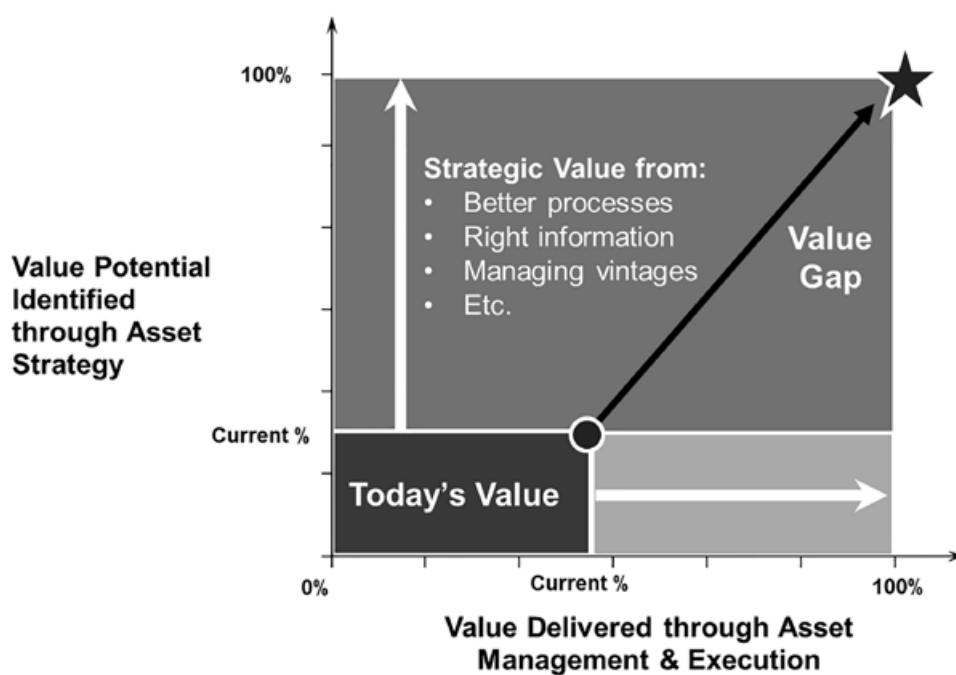 100%
Strategic Value from:
• Better processes
• Right information
• Managing vintages
• Etc.
Value
Gap
Value Potential
Identified
through Asset
Strategy
Current %
Today's Value
0%
Current %
100%
Value Delivered through Asset
Management & Execution